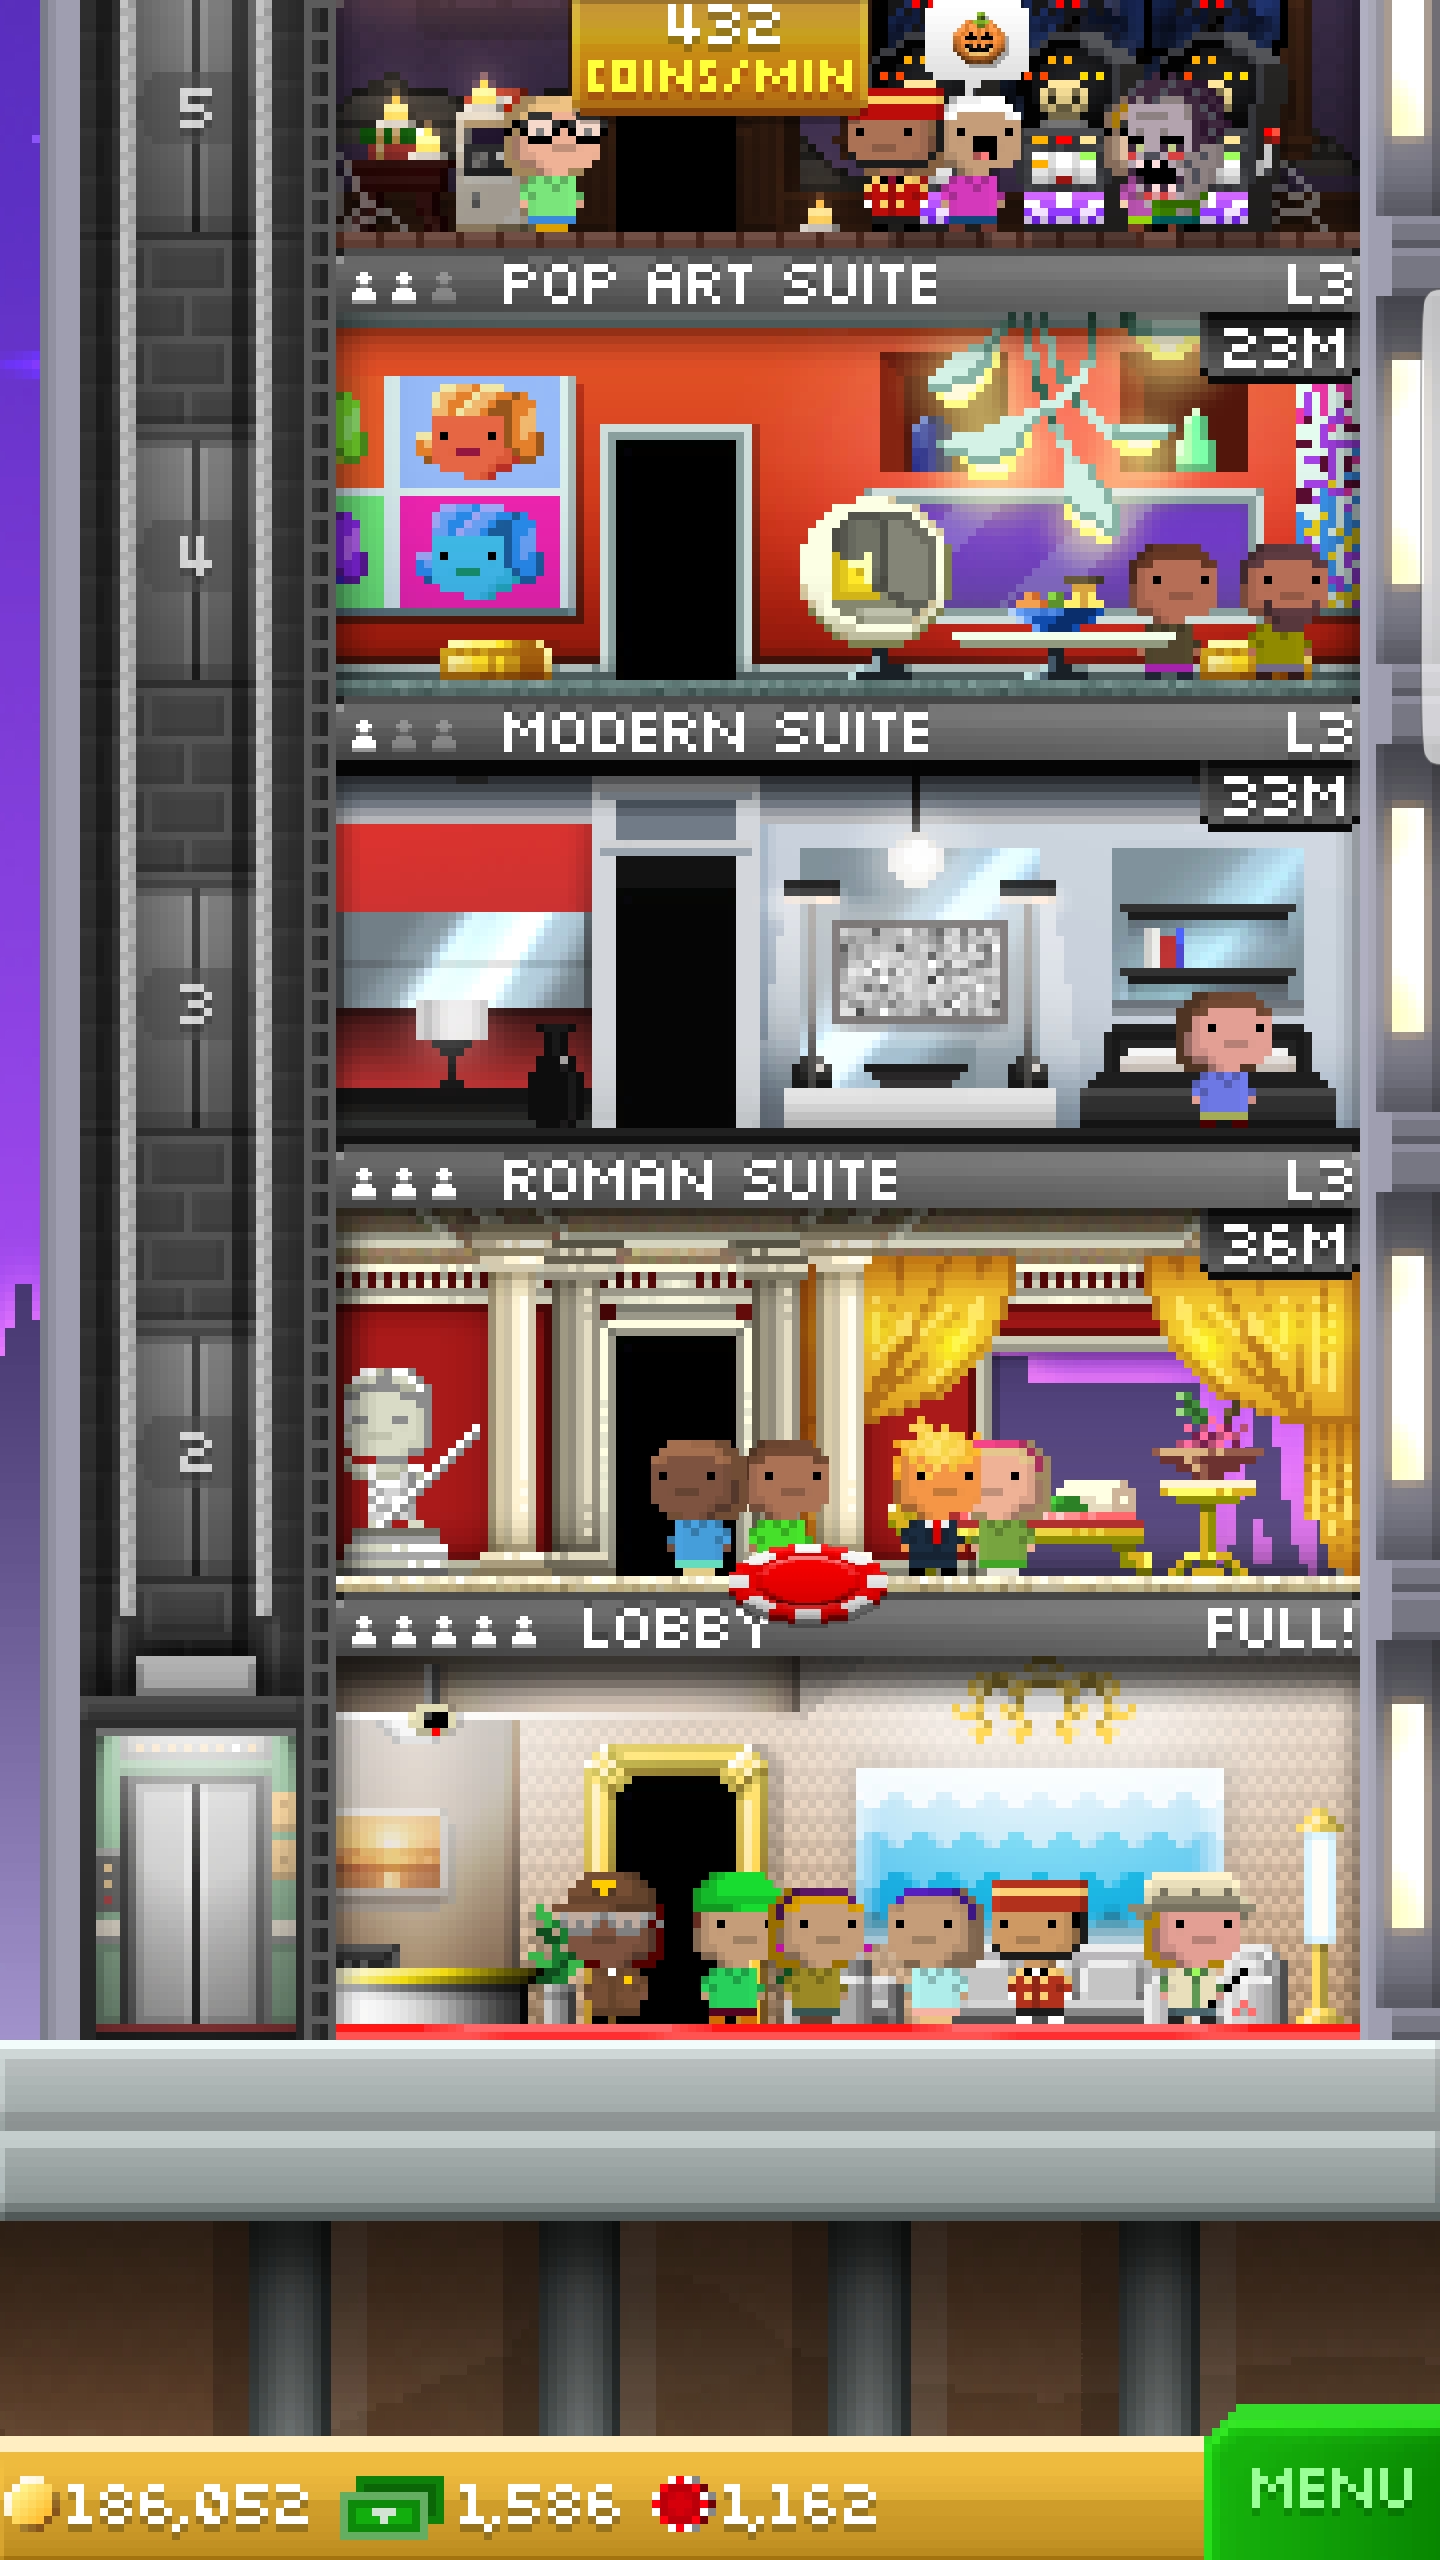 432
COINS/MIN
5
POP ART SUITE L3
23M
4
MODERN SUITE L3
33M
3
ROMAN SUITE L3
36M
2
LOBBY FULL!
186,052 1,586 1,162 MENU